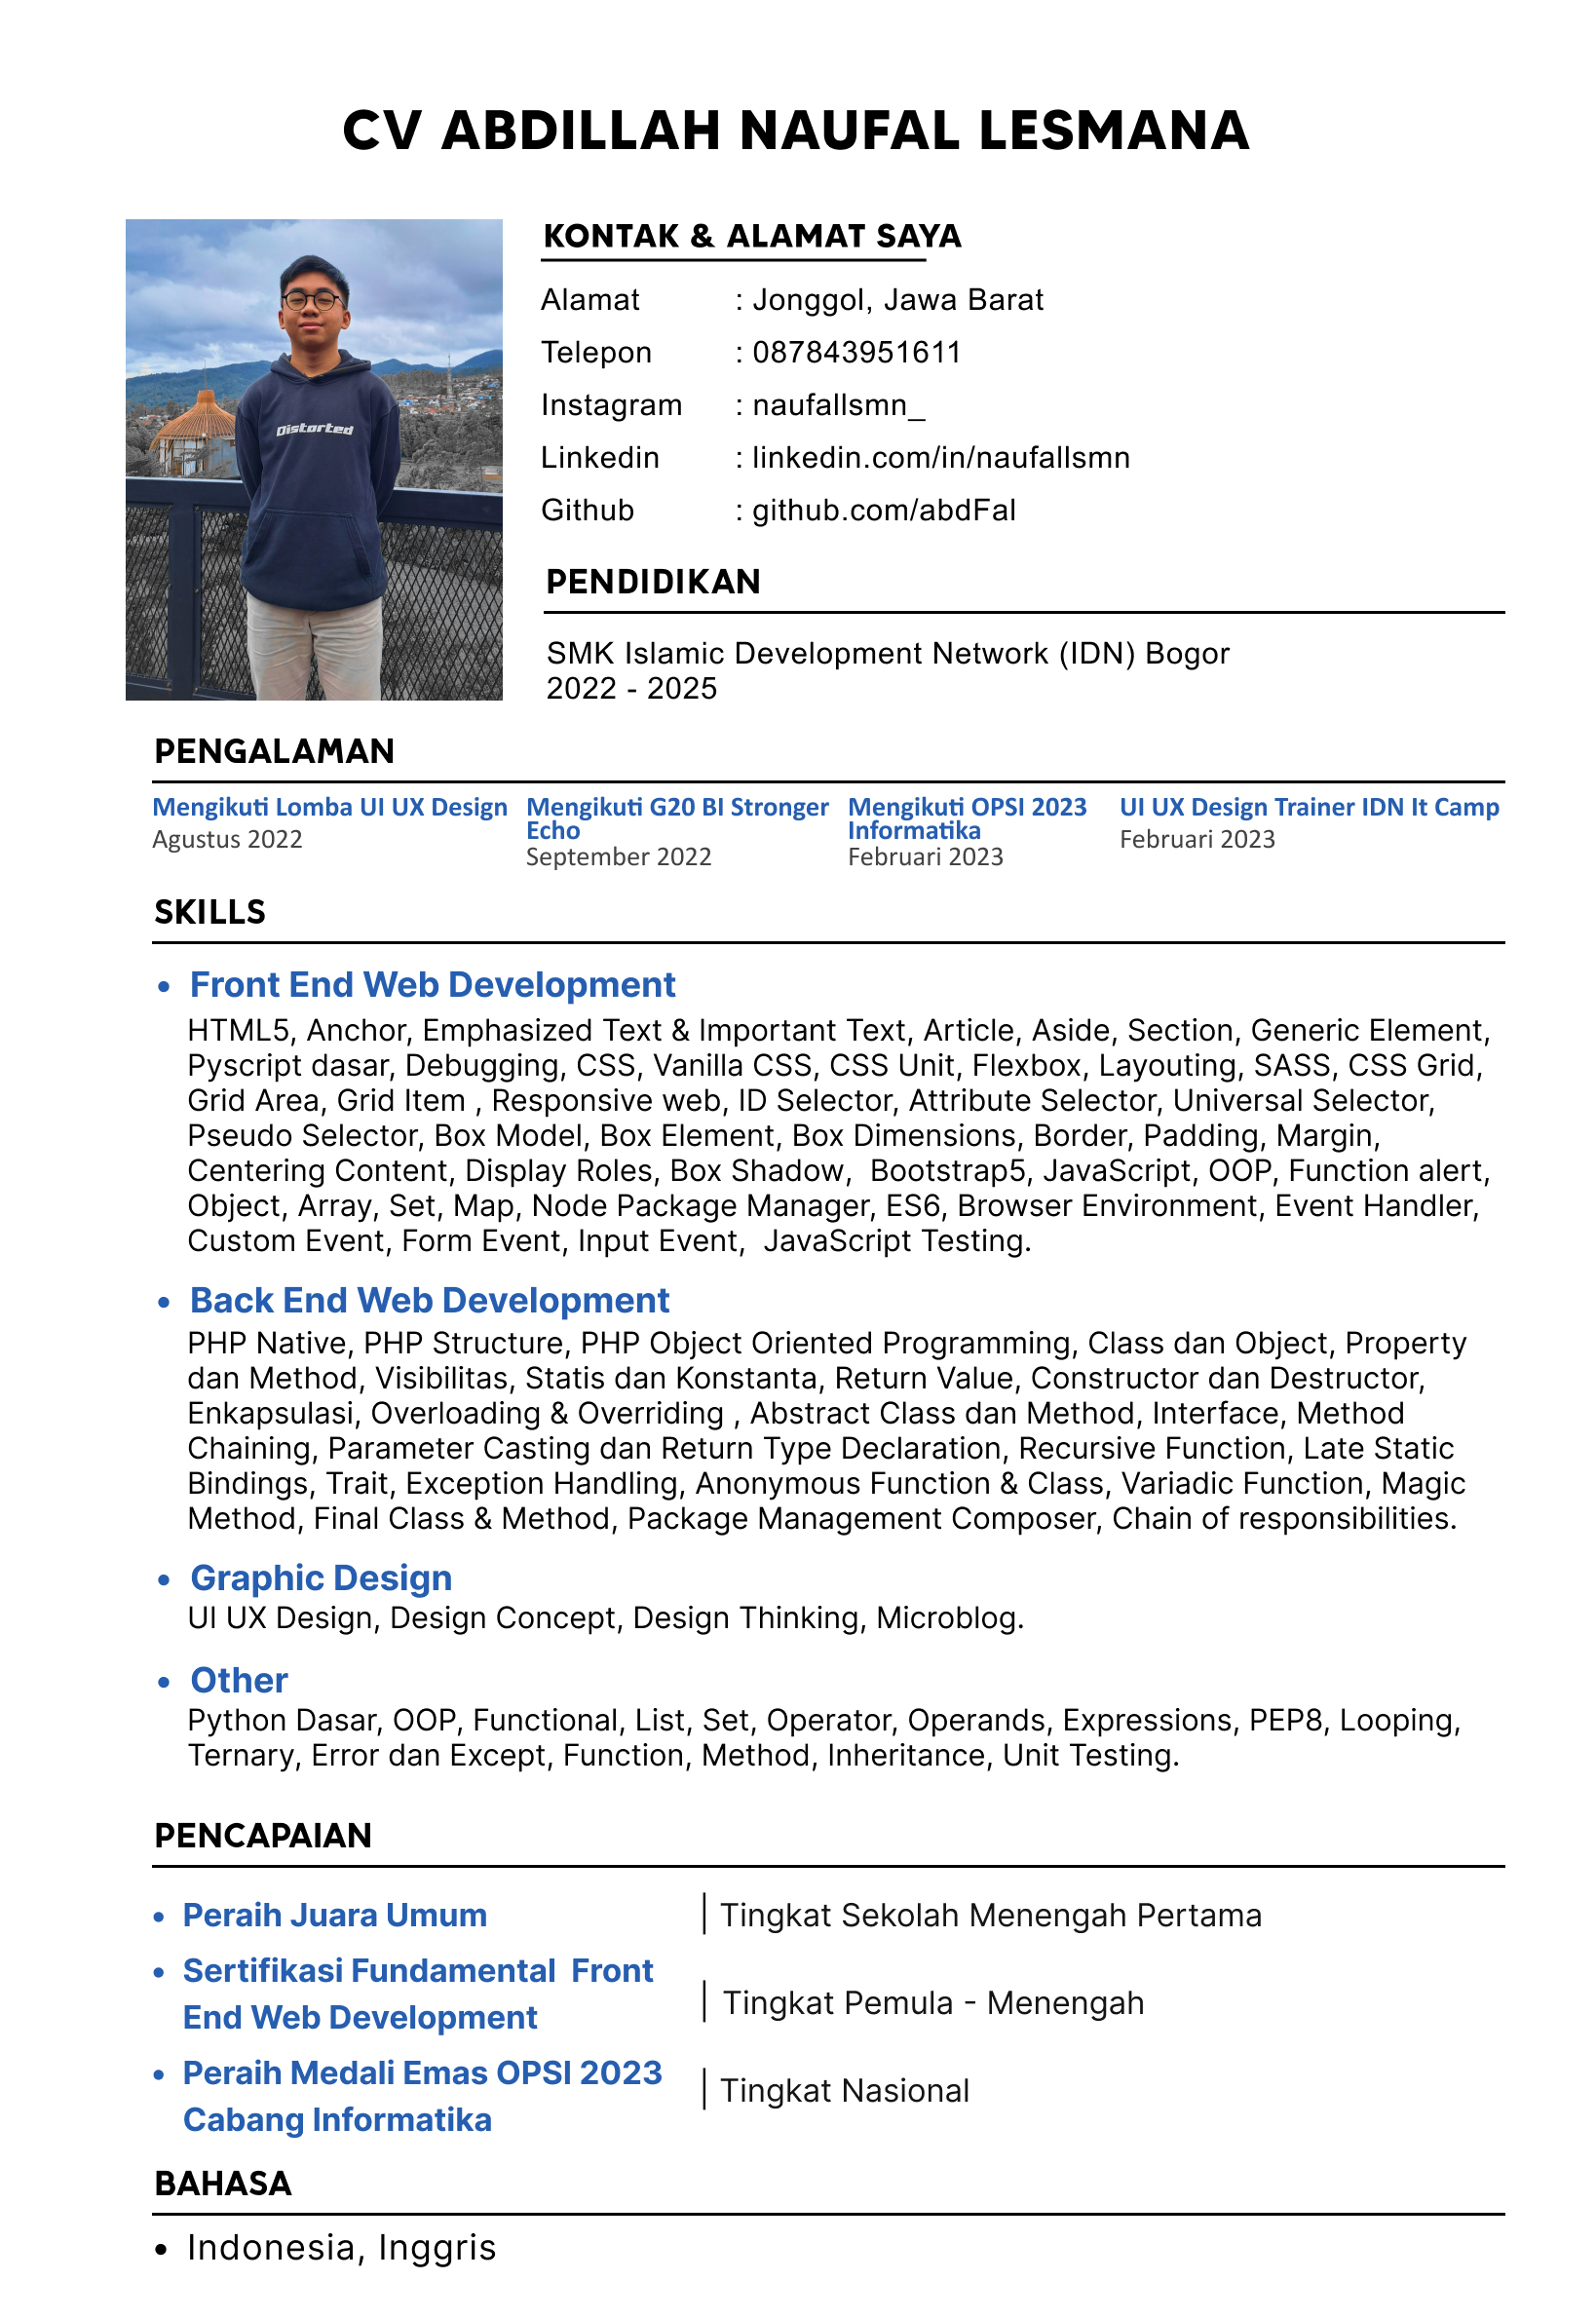 CV ABDILLAH NAUFAL LESMANA
Distorted
KONTAK & ALAMAT SAYA
Alamat : Jonggol, Jawa Barat
Telepon : 087843951611
Instagram : naufallsmn_
Linkedin : linkedin.com/in/naufallsmn
Github : github.com/abdFal
PENDIDIKAN
SMK Islamic Development Network (IDN) Bogor
2022 - 2025
PENGALAMAN
Mengikuti Lomba UI UX Design
Agustus 2022
Mengikuti G20 BI Stronger
Echo
September 2022
Mengikuti OPSI 2023
Informatika
Februari 2023
UI UX Design Trainer IDN It Camp
Februari 2023
SKILLS
• Front End Web Development
HTML5, Anchor, Emphasized Text & Important Text, Article, Aside, Section, Generic Element,
Pyscript dasar, Debugging, CSS, Vanilla CSS, CSS Unit, Flexbox, Layouting, SASS, CSS Grid,
Grid Area, Grid Item , Responsive web, ID Selector, Attribute Selector, Universal Selector,
Pseudo Selector, Box Model, Box Element, Box Dimensions, Border, Padding, Margin,
Centering Content, Display Roles, Box Shadow,  Bootstrap5, JavaScript, OOP, Function alert,
Object, Array, Set, Map, Node Package Manager, ES6, Browser Environment, Event Handler,
Custom Event, Form Event, Input Event,  JavaScript Testing.
• Back End Web Development
PHP Native, PHP Structure, PHP Object Oriented Programming, Class dan Object, Property
dan Method, Visibilitas, Statis dan Konstanta, Return Value, Constructor dan Destructor,
Enkapsulasi, Overloading & Overriding , Abstract Class dan Method, Interface, Method
Chaining, Parameter Casting dan Return Type Declaration, Recursive Function, Late Static
Bindings, Trait, Exception Handling, Anonymous Function & Class, Variadic Function, Magic
Method, Final Class & Method, Package Management Composer, Chain of responsibilities.
• Graphic Design
UI UX Design, Design Concept, Design Thinking, Microblog.
• Other
Python Dasar, OOP, Functional, List, Set, Operator, Operands, Expressions, PEP8, Looping,
Ternary, Error dan Except, Function, Method, Inheritance, Unit Testing.
PENCAPAIAN
• Peraih Juara Umum | Tingkat Sekolah Menengah Pertama
• Sertifikasi Fundamental  Front
End Web Development | Tingkat Pemula - Menengah
• Peraih Medali Emas OPSI 2023
Cabang Informatika | Tingkat Nasional
BAHASA
• Indonesia, Inggris